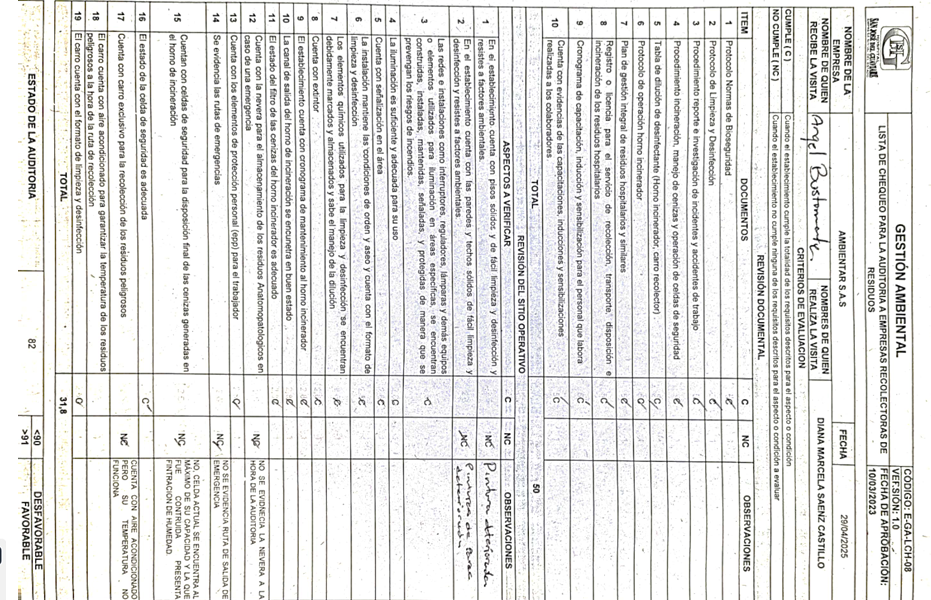 GESTIÓN AMBIENTAL
LISTA DE CHEQUEO PARA LA AUDITORIA A EMPRESAS RECOLECTORAS DE RESIDUOS
CODIGO: E-GA-LCH-08
VERSIÓN: 1.0
FECHA DE APROBACIÓN: 10/03/2023
NOMBRE DE LA EMPRESA
AMBIENTAR S.A.S
FECHA
29/04/2025
NOMBRE DE QUIEN RECIBE LA VISITA
Angel Bustamante
NOMBRES DE QUIEN REALIZA LA VISITA
DIANA MARCELA SAENZ CASTILLO
CRITERIOS DE EVALUACION
CUMPLE ( C ) Cuando el establecimiento cumple la totalidad de los requisitos descritos para el aspecto o condición
NO CUMPLE ( NC ) Cuando el establecimiento no cumple ninguna de los requisitos descritos para el aspecto o condición a evaluar
REVISIÓN DOCUMENTAL
ITEM DOCUMENTOS C NC OBSERVACIONES
1 Protocolo Normas de Bioseguridad C
2 Protocolo de Limpieza y Desinfección C
3 Procedimiento reporte e investigación de incidentes y accidentes de trabajo C
4 Procedimiento incineración, manejo de cenizas y operación de celdas de seguridad C
5 Tabla de dilución de desinfectante (Horno incinerador, carro recolector) C
6 Protocolo de operación horno incinerador C
7 Plan de gestión integral de residuos hospitalarios y similares C
8 Registro o licencia para el servicio de recolección, transporte, disposición e incineración de los residuos hospitalarios C
9 Cronograma de capacitación, inducción y sensibilización para el personal que labora C
10 Cuenta con evidencias de las capacitaciones, inducciones y sensibilizaciones realizadas a los colaboradores C
TOTAL 50
REVISIÓN DEL SITIO OPERATIVO
ASPECTOS A VERIFICAR C NC OBSERVACIONES
1 En el establecimiento cuenta con pisos sólidos y de fácil limpieza y desinfección y resistes a factores ambientales. NC Pintura deteriorada
2 En el establecimiento cuenta con las paredes y techos sólidos de fácil limpieza y desinfección y resistes a factores ambientales NC Pintura
3 Las redes e instalaciones como interruptores, reguladores, lámparas y demás equipos o elementos utilizados para iluminación en áreas específicas, se encuentran construidas, instaladas, mantenidas, señaladas, y protegidas de manera que se prevengan los riesgos de incendios. C
4 La iluminación es suficiente y adecuada para su uso C
5 Cuenta con señalización en el área C
6 La instalación mantiene las condiciones de orden y aseo y cuenta con el formato de limpieza y desinfección C
7 Los elementos químicos utilizados para la limpieza y desinfección se encuentran debidamente marcados y almacenados y sabe el manejo de la dilución C
8 Cuenta con extintor C
9 El establecimiento cuenta con cronograma de mantenimiento al horno incinerador C
10 La canal de salida del horno de incineración se encunetra en buen estado C
11 El estado del filtro de las cenizas del horno incinerador es adecuado C
12 Cuenta con la nevera para el almacenamiento de los residuos Anatomopatologicos en caso de una emergencia NC NO SE EVIDNECIA LA NEVERA A LA HORA DE LA AUDITORIA
13 Cuenta con los elementos de protección personal (epp) para el trabajador C
14 Se evidencia las rutas de emergencias NC NO SE EVIDENCIA RUTA DE SALIDA DE EMERGENCIA
15 Cuentan con celdas de seguridad para la disposición final de las cenizas generadas en el horno de incineración NC NO, CELDA ACTUAL SE ENCUENTRA AL MÁXIMO DE SU CAPACIDAD Y LA QUE FUE CONTRUIDA PRESENTA FINTRACION DE HUMEDAD.
16 El estado de la celda de seguridad es adecuada C
17 Cuenta con carro exclusivo para la recolección de los residuos peligrosos NC CUENTA CON AIRE ACONDICIONADO PERO SU TEMPERATURA NO FUNCIONA
18 El carro cuenta con aire acondicionado para garantizar la temperatura de los residuos peligrosos a la hora de la ruta de recolección
19 El carro cuenta con el formato de limpieza y desinfección C
TOTAL 31,8
ESTADO DE LA AUDITORIA 82
<90 DESFAVORABLE
>91 FAVORABLE